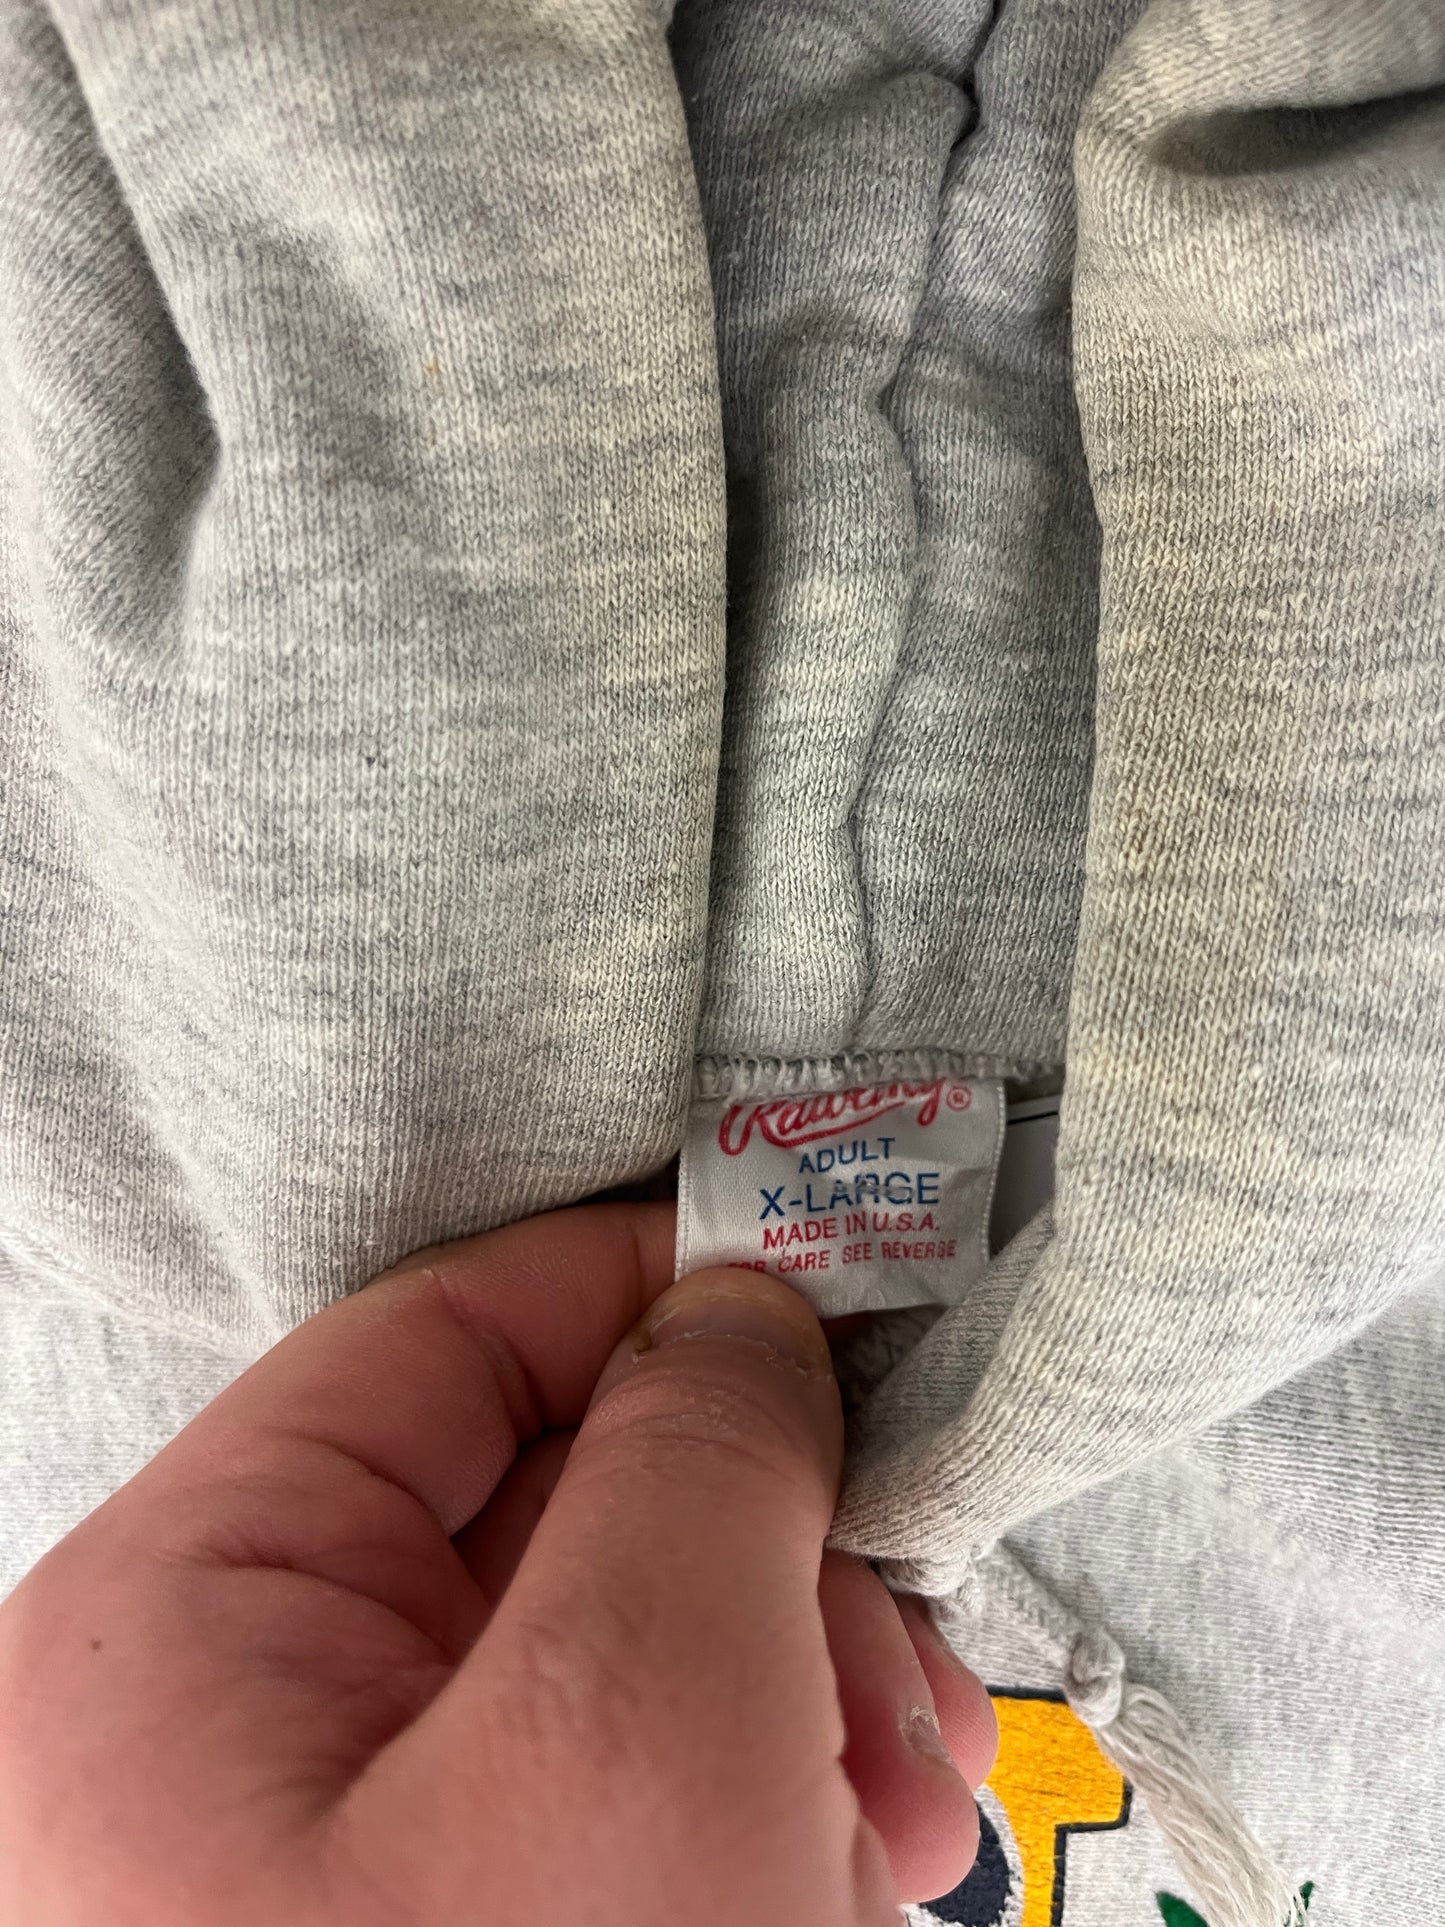 Rawlings®
ADULT
X-LARGE
MADE IN U.S.A.
FOR CARE SEE REVERSE